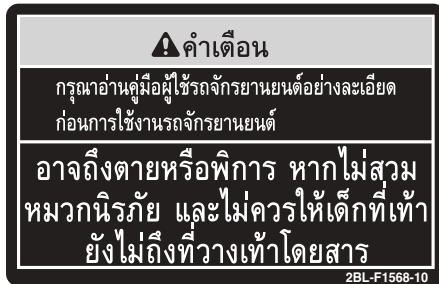 คำเตือน
กรุณาอ่านคู่มือผู้ใช้รถจักรยานยนต์อย่างละเอียด
ก่อนการใช้งานรถจักรยานยนต์
อาจถึงตายหรือพิการ หากไม่สวม
หมวกนิรภัย และไม่ควรให้เด็กที่เท้า
ยังไม่ถึงที่วางเท้าโดยสาร
2BL-F1568-10